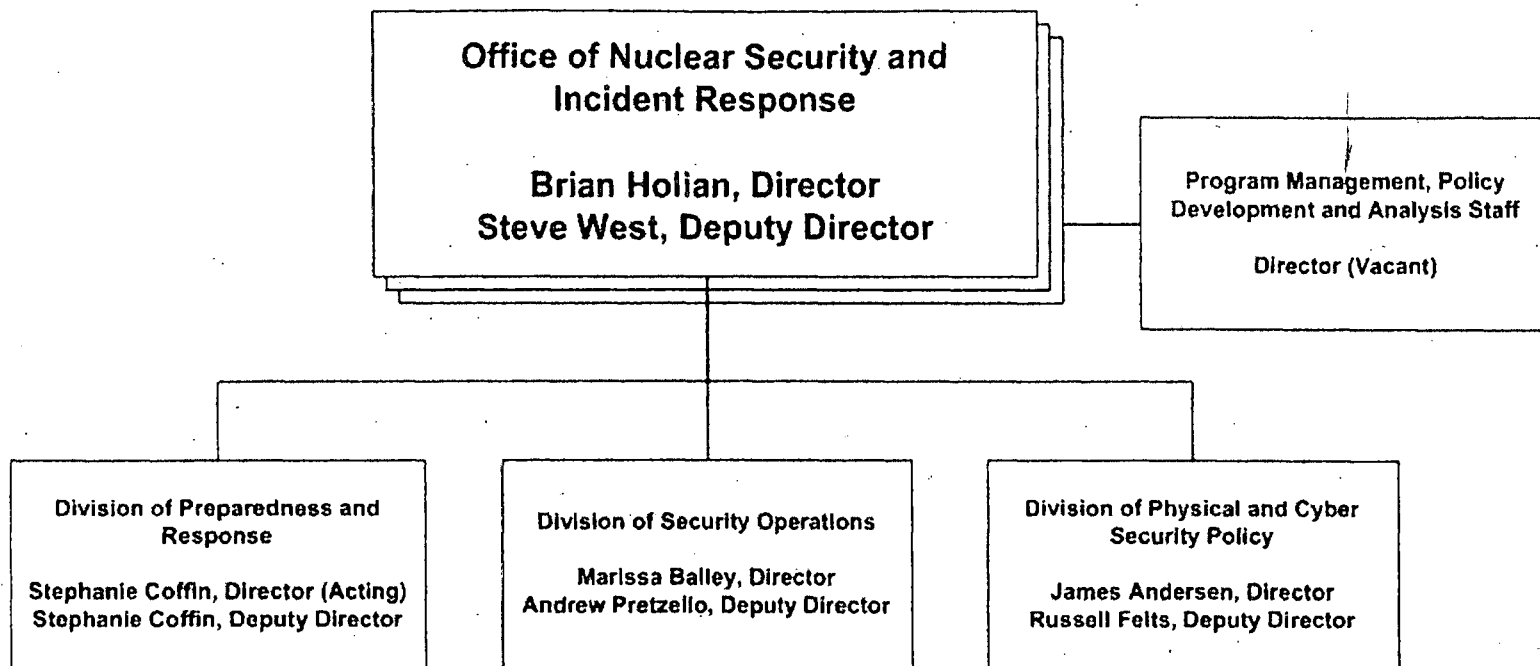 Office of Nuclear Security and
Incident Response
Brian Holian, Director
Steve West, Deputy Director
Program Management, Policy
Development and Analysis Staff
Director (Vacant)
Division of Preparedness and
Response
Stephanie Coffin, Director (Acting)
Stephanie Coffin, Deputy Director
Division of Security Operations
Marissa Bailey, Director
Andrew Pretzello, Deputy Director
Division of Physical and Cyber
Security Policy
James Andersen, Director
Russell Felts, Deputy Director